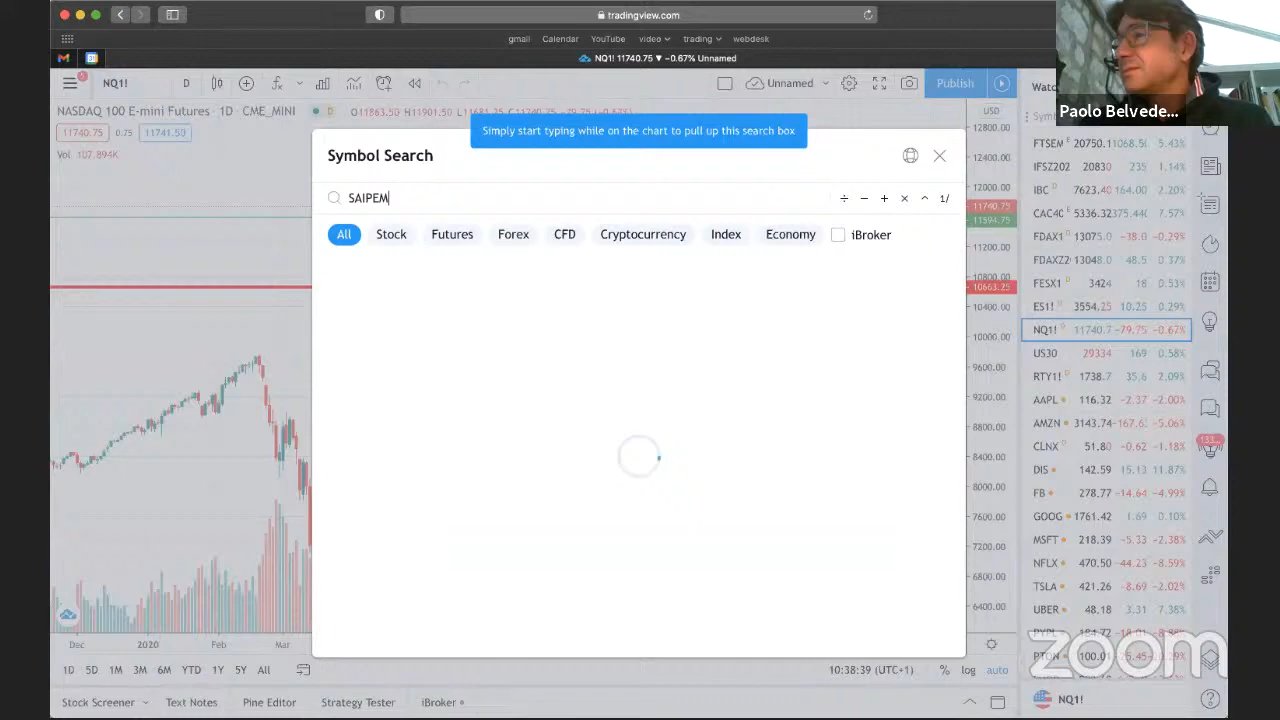 tradingview.com
gmail Calendar YouTube video trading webdesk
NQ1! 11740.75 ▼ −0.67% Unnamed
NQ1! D Unnamed Publish
NASDAQ 100 E-mini Futures · 1D · CME_MINI
11740.75 0.75 11741.50
Vol 107.894K
USD
Simply start typing while on the chart to pull up this search box
Symbol Search
SAIPEM
÷ − + × ^ 1/
All Stock Futures Forex CFD Cryptocurrency Index Economy iBroker
12800.00
12400.00
12000.00
11740.75
11594.75
11200.00
10800.00
10663.25
10400.00
10000.00
9600.00
9200.00
8800.00
8400.00
8000.00
7600.00
7200.00
6800.00
6400.00
Dec 2020 Feb Mar
1D 5D 1M 3M 6M YTD 1Y 5Y All
10:38:39 (UTC+1) % log auto
Stock Screener Text Notes Pine Editor Strategy Tester iBroker
Paolo Belvede...
FTSEM 20750.1 1068.50 5.43%
IFSZ202 20830 235 1.14%
IBC D 7623.40 164.00 2.20%
CAC40 5336.32 375.440 7.57%
FDAX1 D 13075.0 −38.0 −0.29%
FDAXZ2 13048.0 48.5 0.37%
FESX1 D 3424 18 0.53%
ES1! D 3554.25 10.25 0.29%
NQ1! D 11740.7 −79.75 −0.67%
US30 29334 169 0.58%
RTY1! D 1738.7 35.6 2.09%
AAPL 116.32 −2.37 −2.00%
AMZN 3143.74 −167.6 −5.06%
CLNX D 51.80 −0.62 −1.18%
DIS 142.59 15.13 11.87%
FB 278.77 −14.64 −4.99%
GOOG 1761.42 1.69 0.10%
MSFT 218.39 −5.33 −2.38%
NFLX 470.50 −44.23 −8.59%
TSLA 421.26 −8.69 −2.02%
UBER 48.18 3.31 7.38%
PTON 100.01
NQ1!
zoom